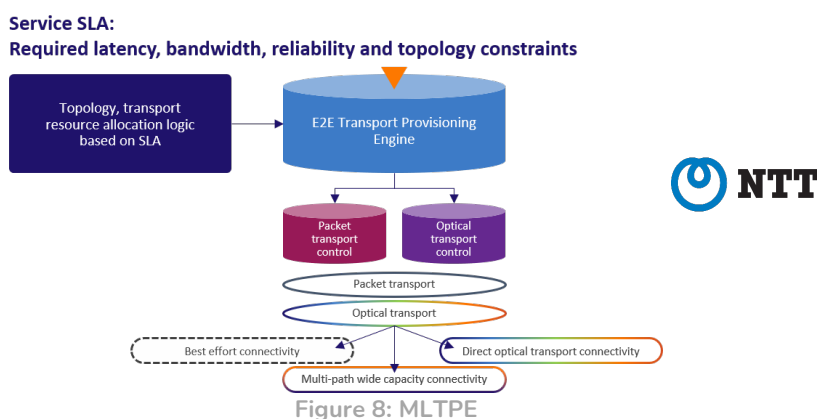 Service SLA:
Required latency, bandwidth, reliability and topology constraints
Topology, transport
resource allocation logic
based on SLA
E2E Transport Provisioning
Engine
NTT
Packet
transport
control
Optical
transport
control
Packet transport
Optical transport
Best effort connectivity
Direct optical transport connectivity
Multi-path wide capacity connectivity
Figure 8: MLTPE